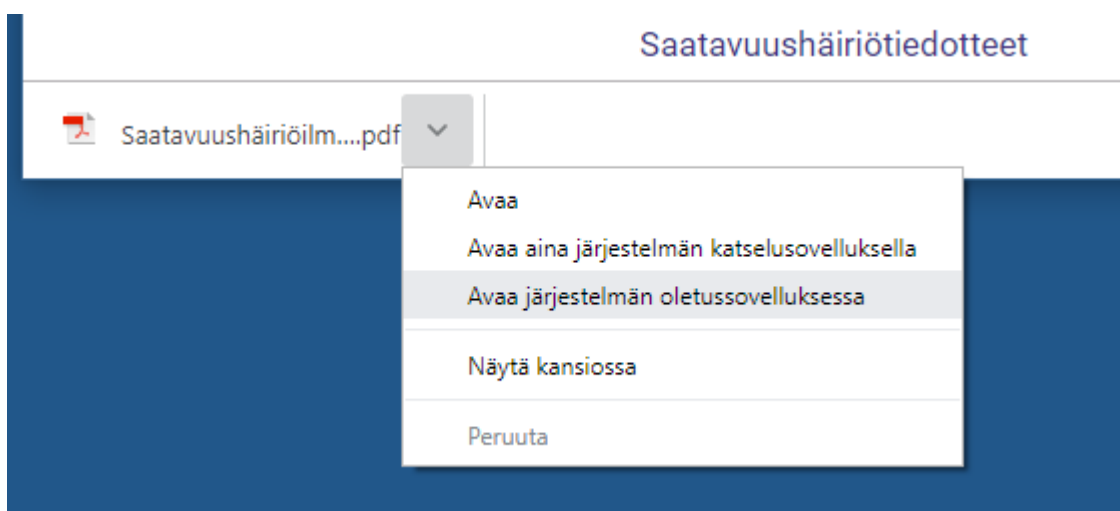 Saatavuushäiriötiedotteet
Saatavuushäiriöilm....pdf
Avaa
Avaa aina järjestelmän katselusovelluksella
Avaa järjestelmän oletussovelluksessa
Näytä kansiossa
Peruuta